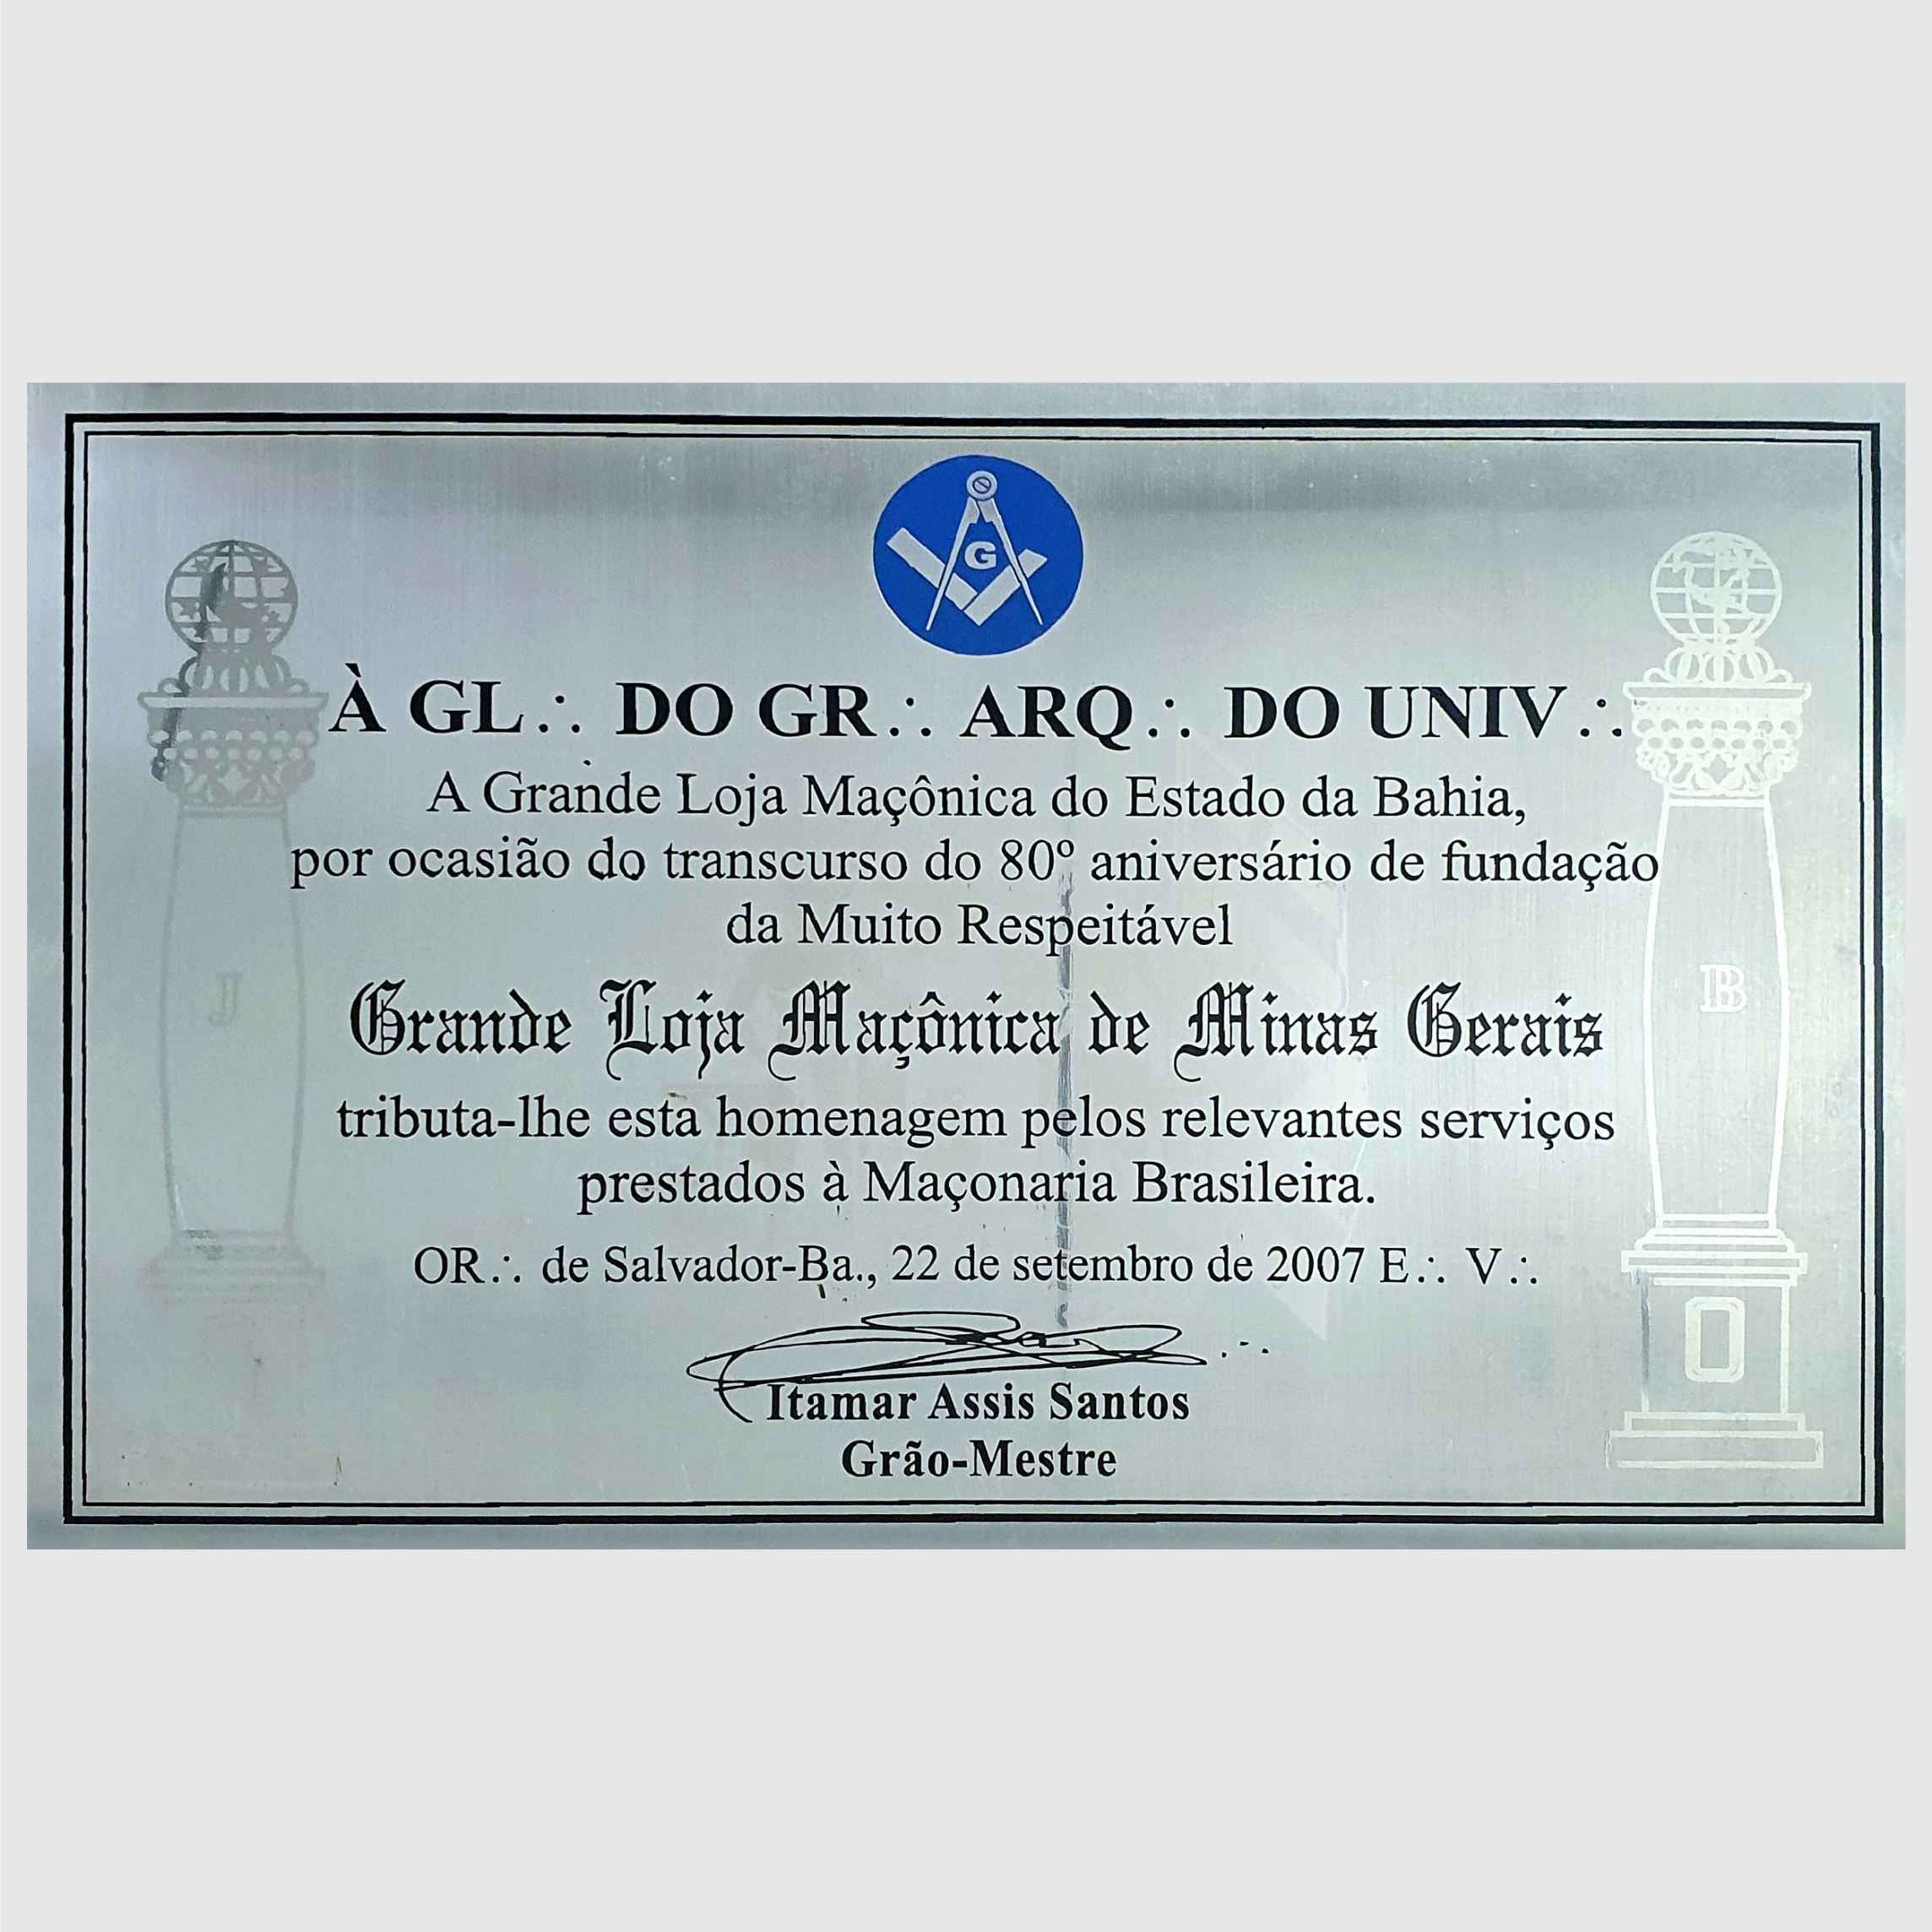 G
À GL∴ DO GR∴ ARQ∴ DO UNIV∴
A Grande Loja Maçônica do Estado da Bahia,
por ocasião do transcurso do 80º aniversário de fundação
da Muito Respeitável
Grande Loja Maçônica de Minas Gerais
J
B
tributa-lhe esta homenagem pelos relevantes serviços
prestados à Maçonaria Brasileira.
OR∴ de Salvador-Ba., 22 de setembro de 2007 E∴ V∴
Itamar Assis Santos
Grão-Mestre